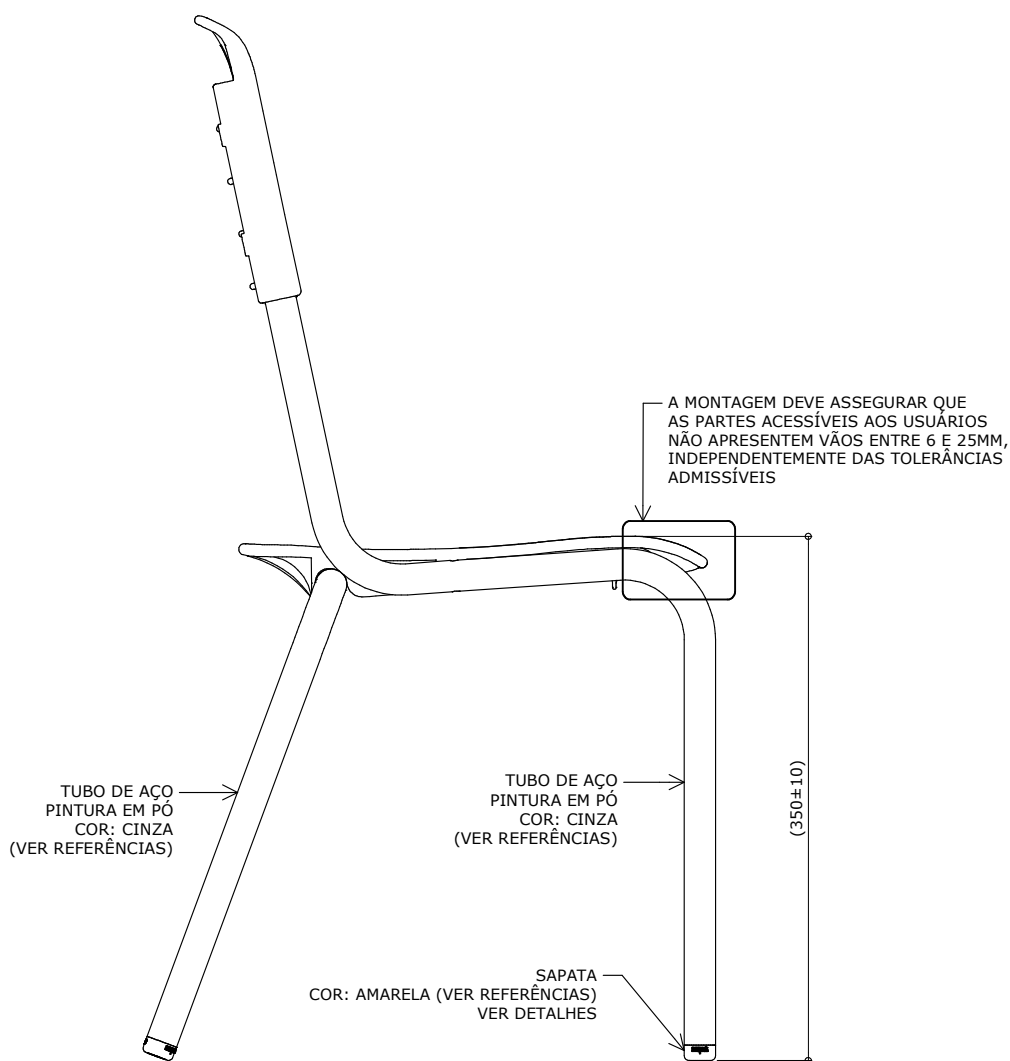 A MONTAGEM DEVE ASSEGURAR QUE
AS PARTES ACESSÍVEIS AOS USUÁRIOS
NÃO APRESENTEM VÃOS ENTRE 6 E 25MM,
INDEPENDENTEMENTE DAS TOLERÂNCIAS
ADMISSÍVEIS
TUBO DE AÇO
PINTURA EM PÓ
COR: CINZA
(VER REFERÊNCIAS)
TUBO DE AÇO
PINTURA EM PÓ
COR: CINZA
(VER REFERÊNCIAS)
(350±10)
SAPATA
COR: AMARELA (VER REFERÊNCIAS)
VER DETALHES